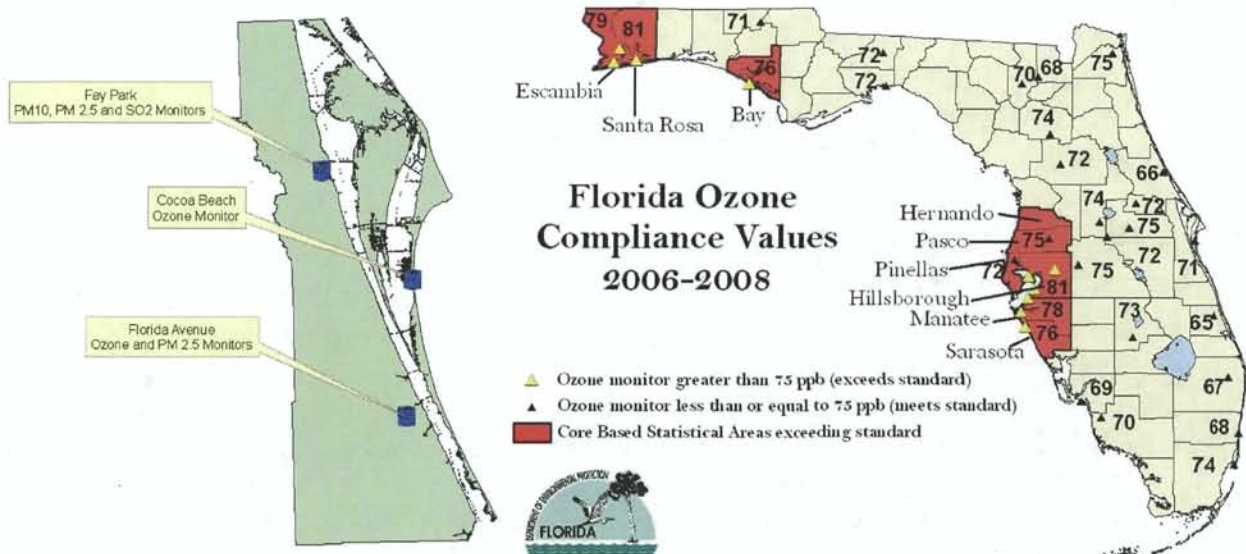 Fay Park
PM10, PM 2.5 and SO2 Monitors
Cocoa Beach
Ozone Monitor
Florida Avenue
Ozone and PM 2.5 Monitors
79
81
71
76
Escambia
Santa Rosa
Bay
72
72
70
68
75
74
72
66
74
72
75
72
71
Florida Ozone
Compliance Values
2006-2008
Hernando
Pasco
75
Pinellas
72
75
Hillsborough
81
Manatee
78
73
65
Sarasota
76
69
67
70
68
74
Ozone monitor greater than 75 ppb (exceeds standard)
Ozone monitor less than or equal to 75 ppb (meets standard)
Core Based Statistical Areas exceeding standard
DEPARTMENT OF ENVIRONMENTAL PROTECTION
FLORIDA